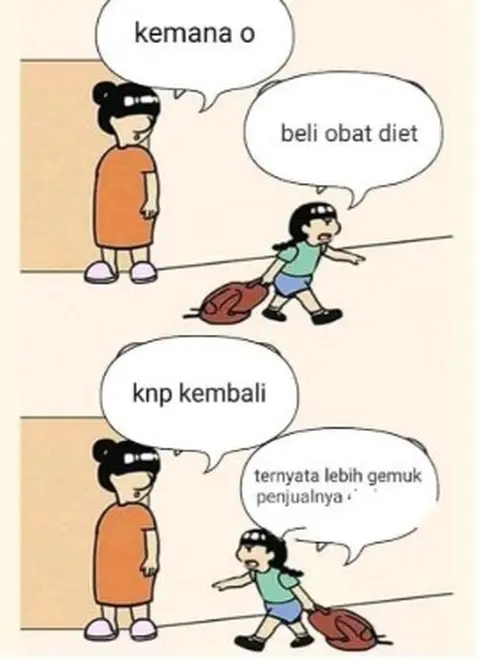 kemana o
beli obat diet
knp kembali
ternyata lebih gemuk
penjualnya